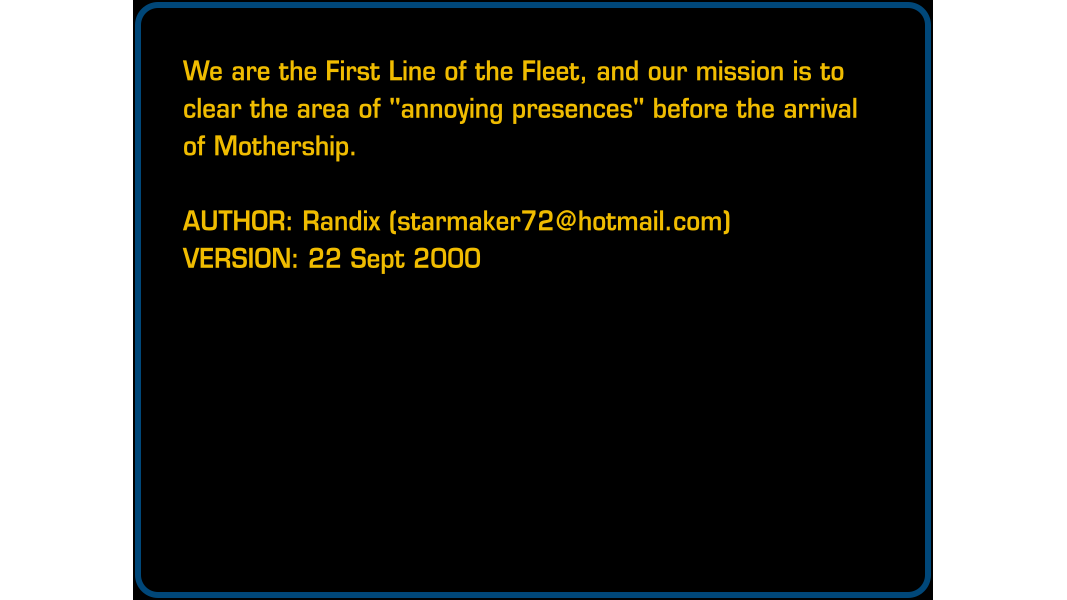 We are the First Line of the Fleet, and our mission is to
clear the area of "annoying presences" before the arrival
of Mothership.
AUTHOR: Randix (starmaker72@hotmail.com)
VERSION: 22 Sept 2000